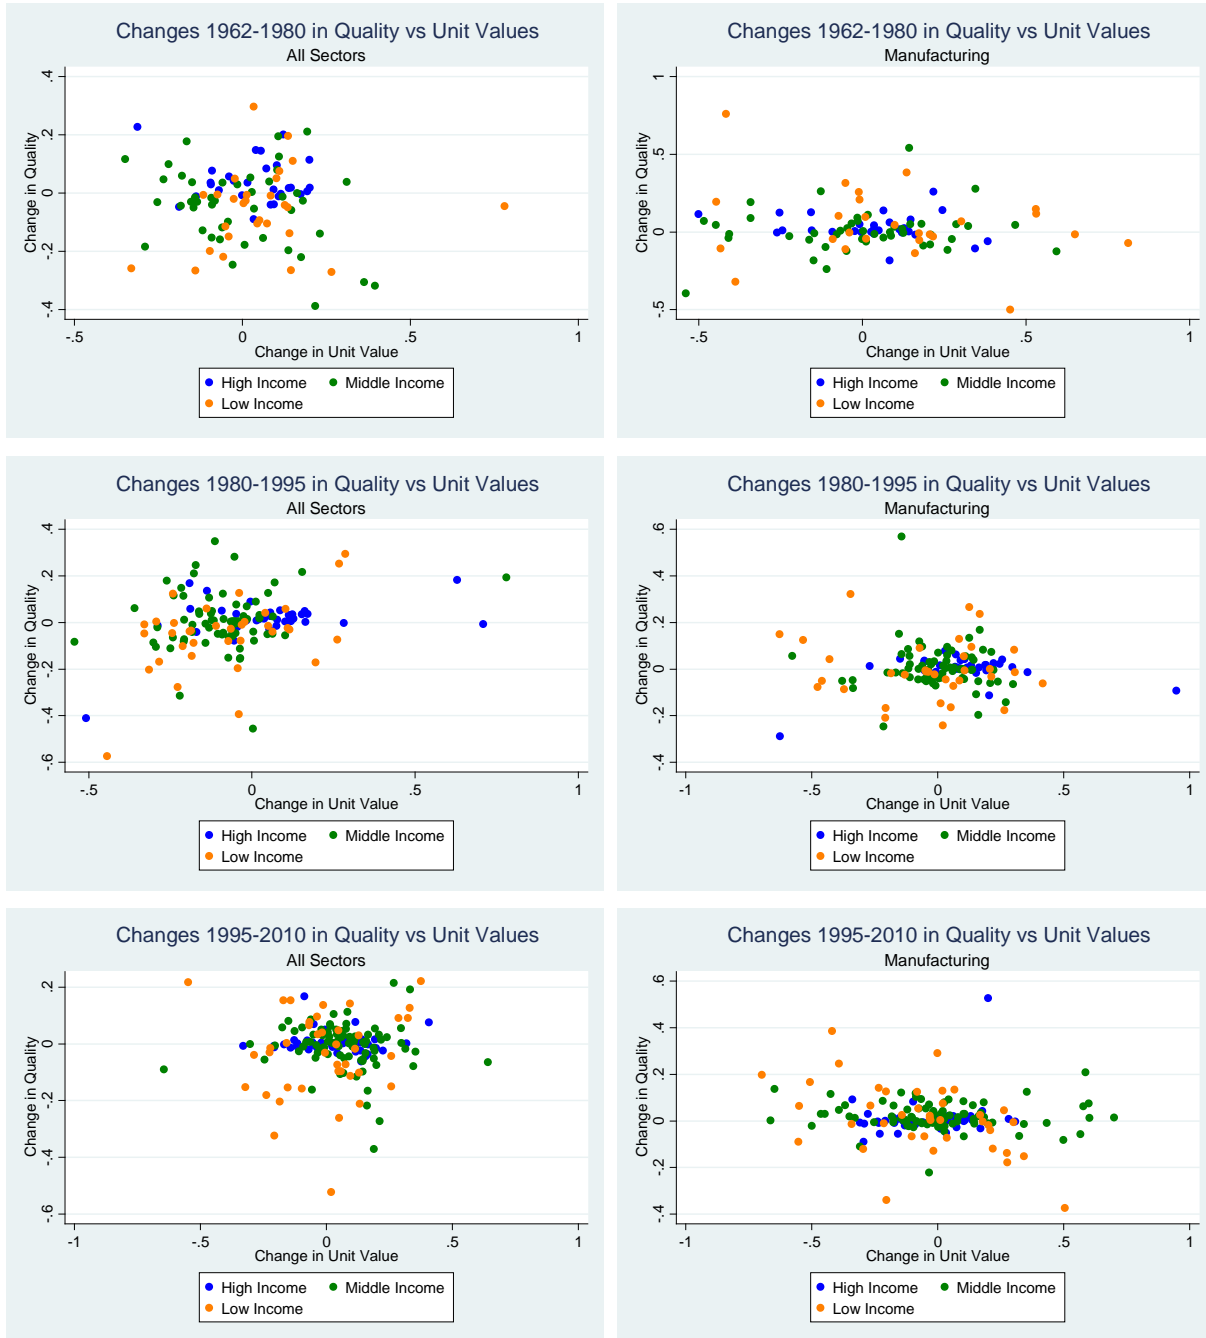 Changes 1962-1980 in Quality vs Unit Values
All Sectors
Change in Quality
.4
.2
0
-.2
-.4
-.5
0
.5
1
Change in Unit Value
High Income
Middle Income
Low Income
Changes 1962-1980 in Quality vs Unit Values
Manufacturing
Change in Quality
1
.5
0
-.5
-.5
0
.5
1
Change in Unit Value
High Income
Middle Income
Low Income
Changes 1980-1995 in Quality vs Unit Values
All Sectors
Change in Quality
.4
.2
0
-.2
-.4
-.6
-.5
0
.5
1
Change in Unit Value
High Income
Middle Income
Low Income
Changes 1980-1995 in Quality vs Unit Values
Manufacturing
Change in Quality
.6
.4
.2
0
-.2
-.4
-1
-.5
0
.5
1
Change in Unit Value
High Income
Middle Income
Low Income
Changes 1995-2010 in Quality vs Unit Values
All Sectors
Change in Quality
.2
0
-.2
-.4
-.6
-1
-.5
0
.5
1
Change in Unit Value
High Income
Middle Income
Low Income
Changes 1995-2010 in Quality vs Unit Values
Manufacturing
Change in Quality
.6
.4
.2
0
-.2
-.4
-1
-.5
0
.5
1
Change in Unit Value
High Income
Middle Income
Low Income